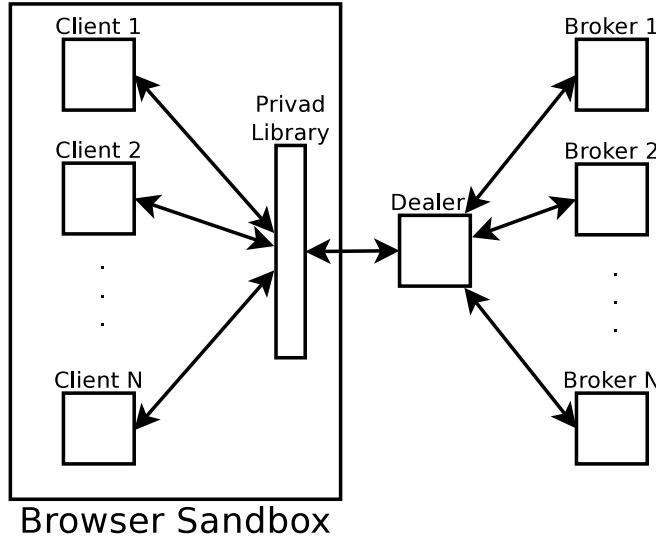 Client 1
Client 2
Client N
Privad
Library
Dealer
Broker 1
Broker 2
Broker N
Browser Sandbox